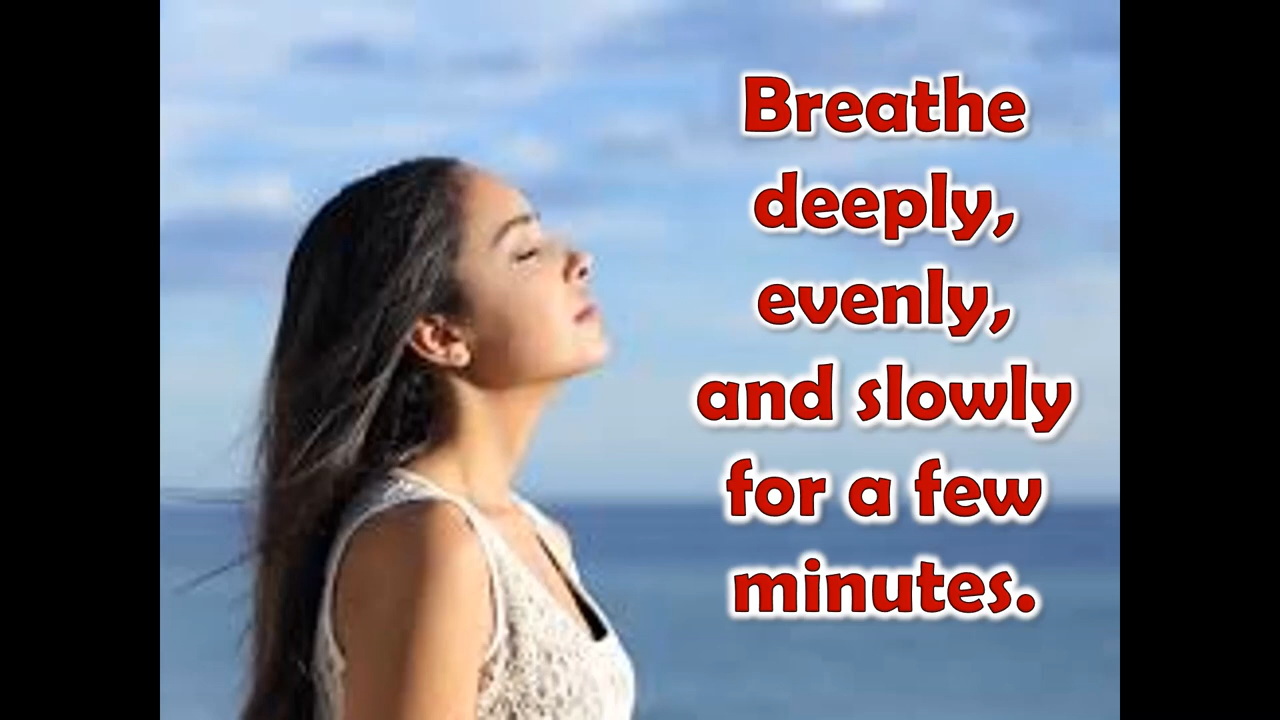 Breathe
deeply,
evenly,
and slowly
for a few
minutes.